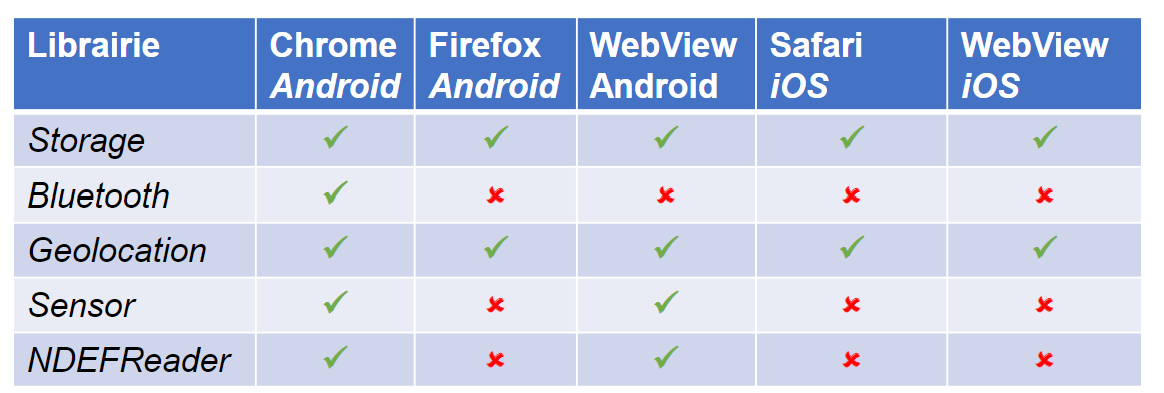 Librairie Chrome Firefox WebView Safari WebView
Android Android Android iOS iOS
Storage ✓ ✓ ✓ ✓ ✓
Bluetooth ✓ ✘ ✘ ✘ ✘
Geolocation ✓ ✓ ✓ ✓ ✓
Sensor ✓ ✘ ✓ ✘ ✘
NDEFReader ✓ ✘ ✓ ✘ ✘